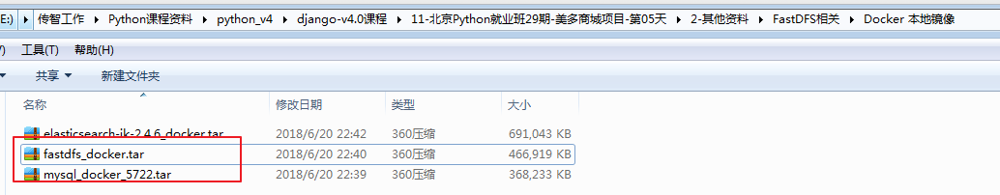 E:) ▸ 传智工作 ▸ Python课程资料 ▸ python_v4 ▸ django-v4.0课程 ▸ 11-北京Python就业班29期-美多商城项目-第05天 ▸ 2-其他资料 ▸ FastDFS相关 ▸ Docker 本地镜像
V) 工具(T) 帮助(H)
共享 新建文件夹
名称 修改日期 类型 大小
elasticsearch-ik-2.4.6_docker.tar 2018/6/20 22:42 360压缩 691,043 KB
fastdfs_docker.tar 2018/6/20 22:40 360压缩 466,919 KB
mysql_docker_5722.tar 2018/6/20 22:39 360压缩 368,233 KB